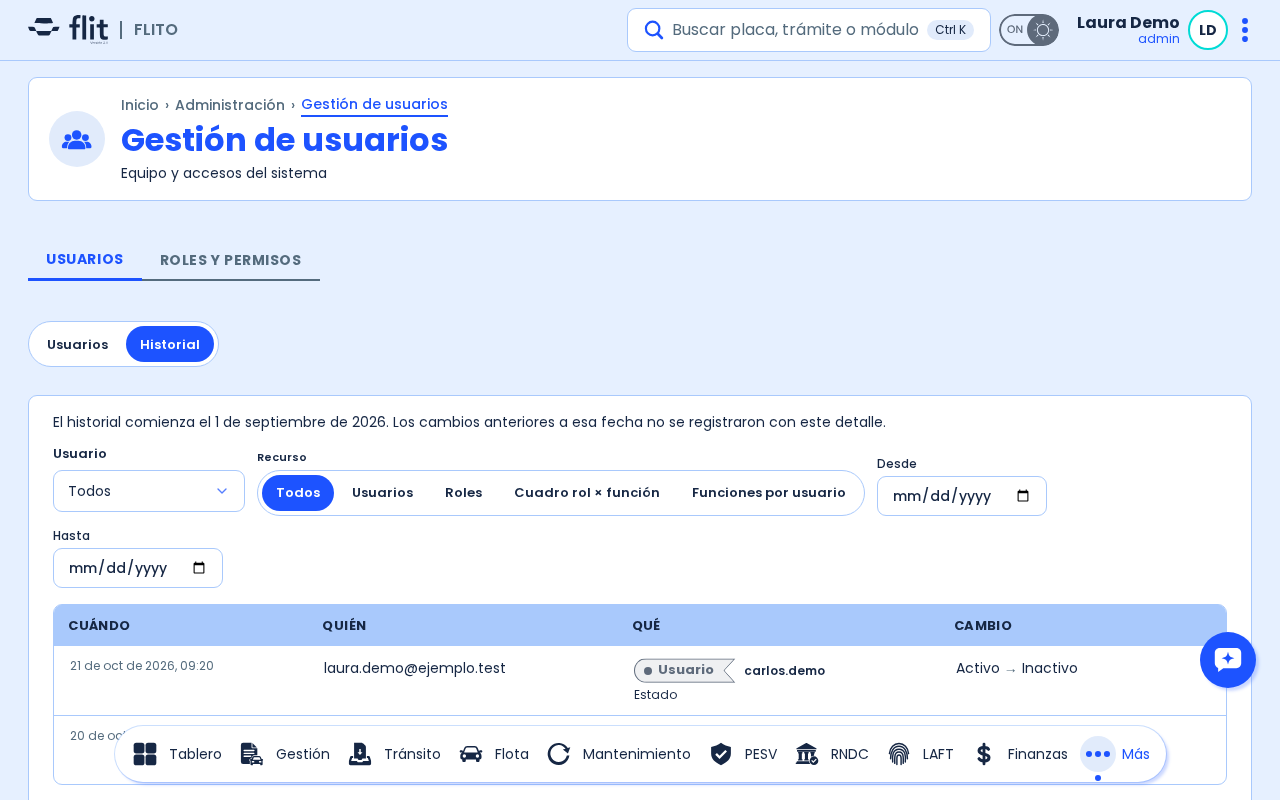 flit
FLITO
Buscar placa, trámite o módulo
Ctrl K
ON
Laura Demo
admin
LD
Inicio › Administración › Gestión de usuarios
Gestión de usuarios
Equipo y accesos del sistema
USUARIOS
ROLES Y PERMISOS
Usuarios
Historial
El historial comienza el 1 de septiembre de 2026. Los cambios anteriores a esa fecha no se registraron con este detalle.
Usuario
Todos
Recurso
Todos
Usuarios
Roles
Cuadro rol × función
Funciones por usuario
Desde
mm/dd/yyyy
Hasta
mm/dd/yyyy
CUÁNDO
QUIÉN
QUÉ
CAMBIO
21 de oct de 2026, 09:20
laura.demo@ejemplo.test
Usuario
carlos.demo
Estado
Activo → Inactivo
20 de oct
Tablero
Gestión
Tránsito
Flota
Mantenimiento
PESV
RNDC
LAFT
Finanzas
Más